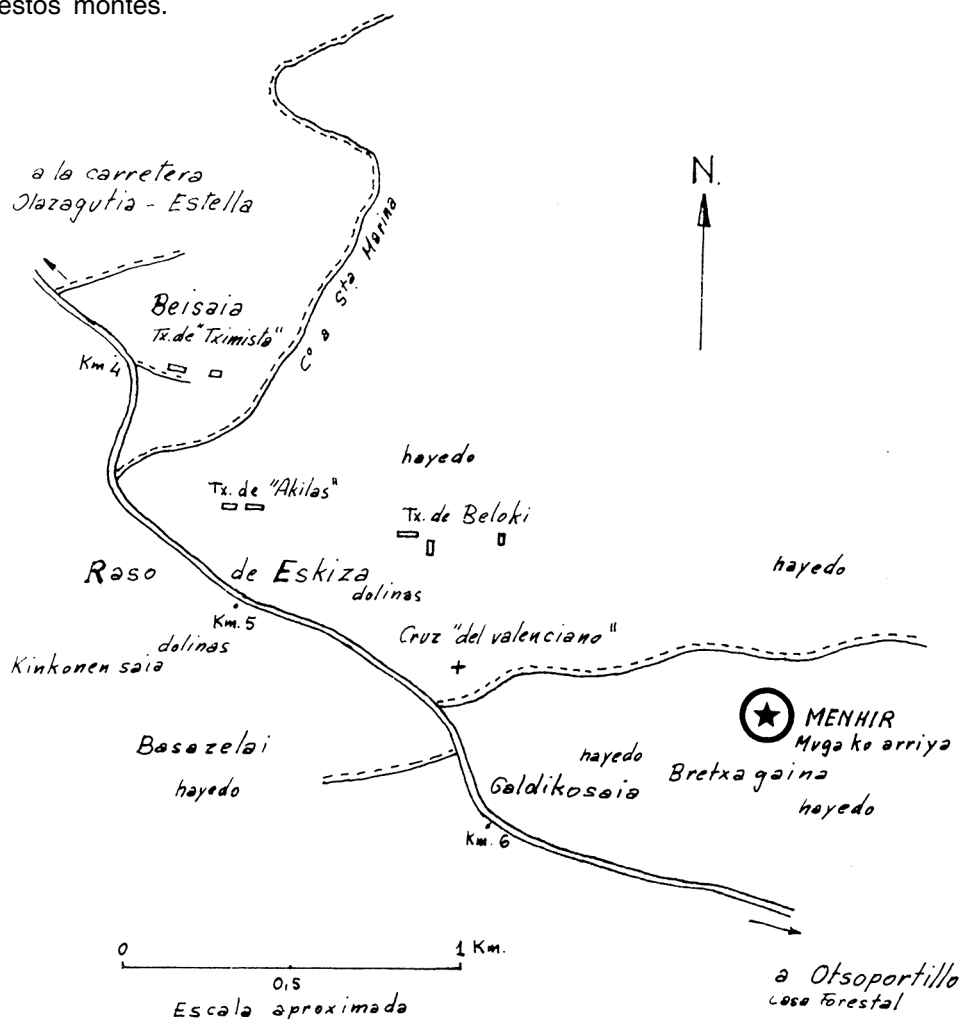 estos montes.
N.
a la carretera
Olazagutia - Estella
Cº a Sta. Marina
Beisaia
Tx. de "Tximista"
Km 4
hayedo
Tx. de "Akilas"
Tx. de Beloki
hayedo
Raso de Eskiza
dolinas
Km. 5
Cruz "del valenciano"
dolinas
Kinkonen saia
MENHIR
Muga ko arriya
Basazelai
hayedo
Bretxa gaina
hayedo
Galdikosaia
hayedo
Km. 6
0 1 Km.
0,5
Escala aproximada
a Otsoportillo
Casa Forestal